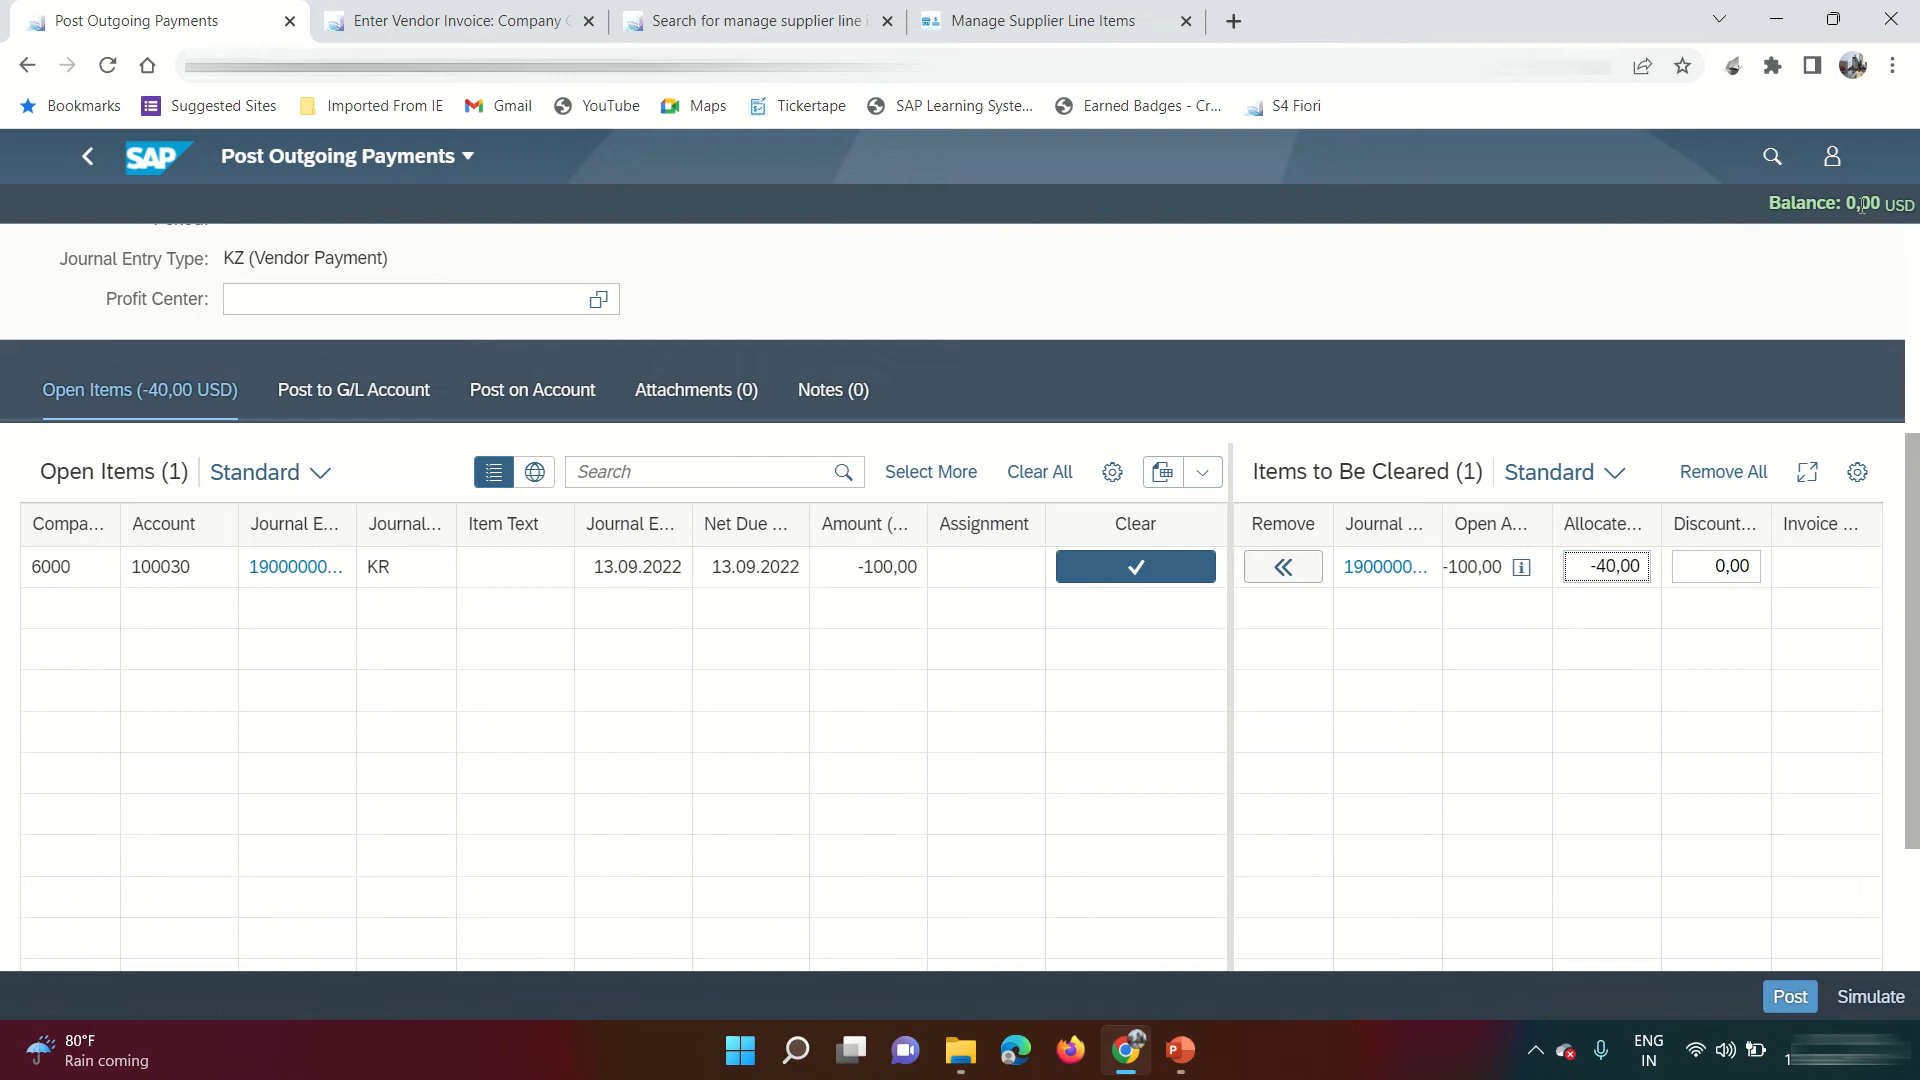 Post Outgoing Payments
Enter Vendor Invoice: Company C
Search for manage supplier line i
Manage Supplier Line Items
Bookmarks
Suggested Sites
Imported From IE
Gmail
YouTube
Maps
Tickertape
SAP Learning Syste...
Earned Badges - Cr...
S4 Fiori
SAP
Post Outgoing Payments
Balance: 0,00 USD
Period:
Journal Entry Type: KZ (Vendor Payment)
Profit Center:
Open Items (-40,00 USD)
Post to G/L Account
Post on Account
Attachments (0)
Notes (0)
Open Items (1)
Standard
Search
Select More
Clear All
Items to Be Cleared (1)
Standard
Remove All
Compa... Account Journal E... Journal... Item Text Journal E... Net Due ... Amount (... Assignment Clear Remove Journal ... Open A... Allocate... Discount... Invoice ...
6000 100030 19000000... KR 13.09.2022 13.09.2022 -100,00 1900000... -100,00 -40,00 0,00
Post
Simulate
80°F
Rain coming
ENG
IN
1